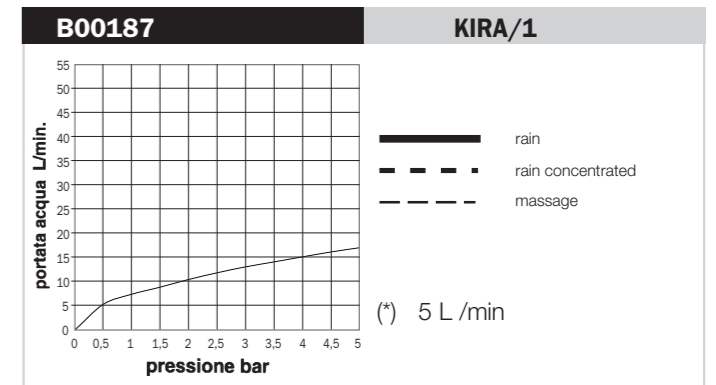 B00187
KIRA/1
portata acqua L/min.
55
50
45
40
35
30
25
20
15
10
5
0
0 0,5 1 1,5 2 2,5 3 3,5 4 4,5 5
pressione bar
rain
rain concentrated
massage
(*) 5 L /min